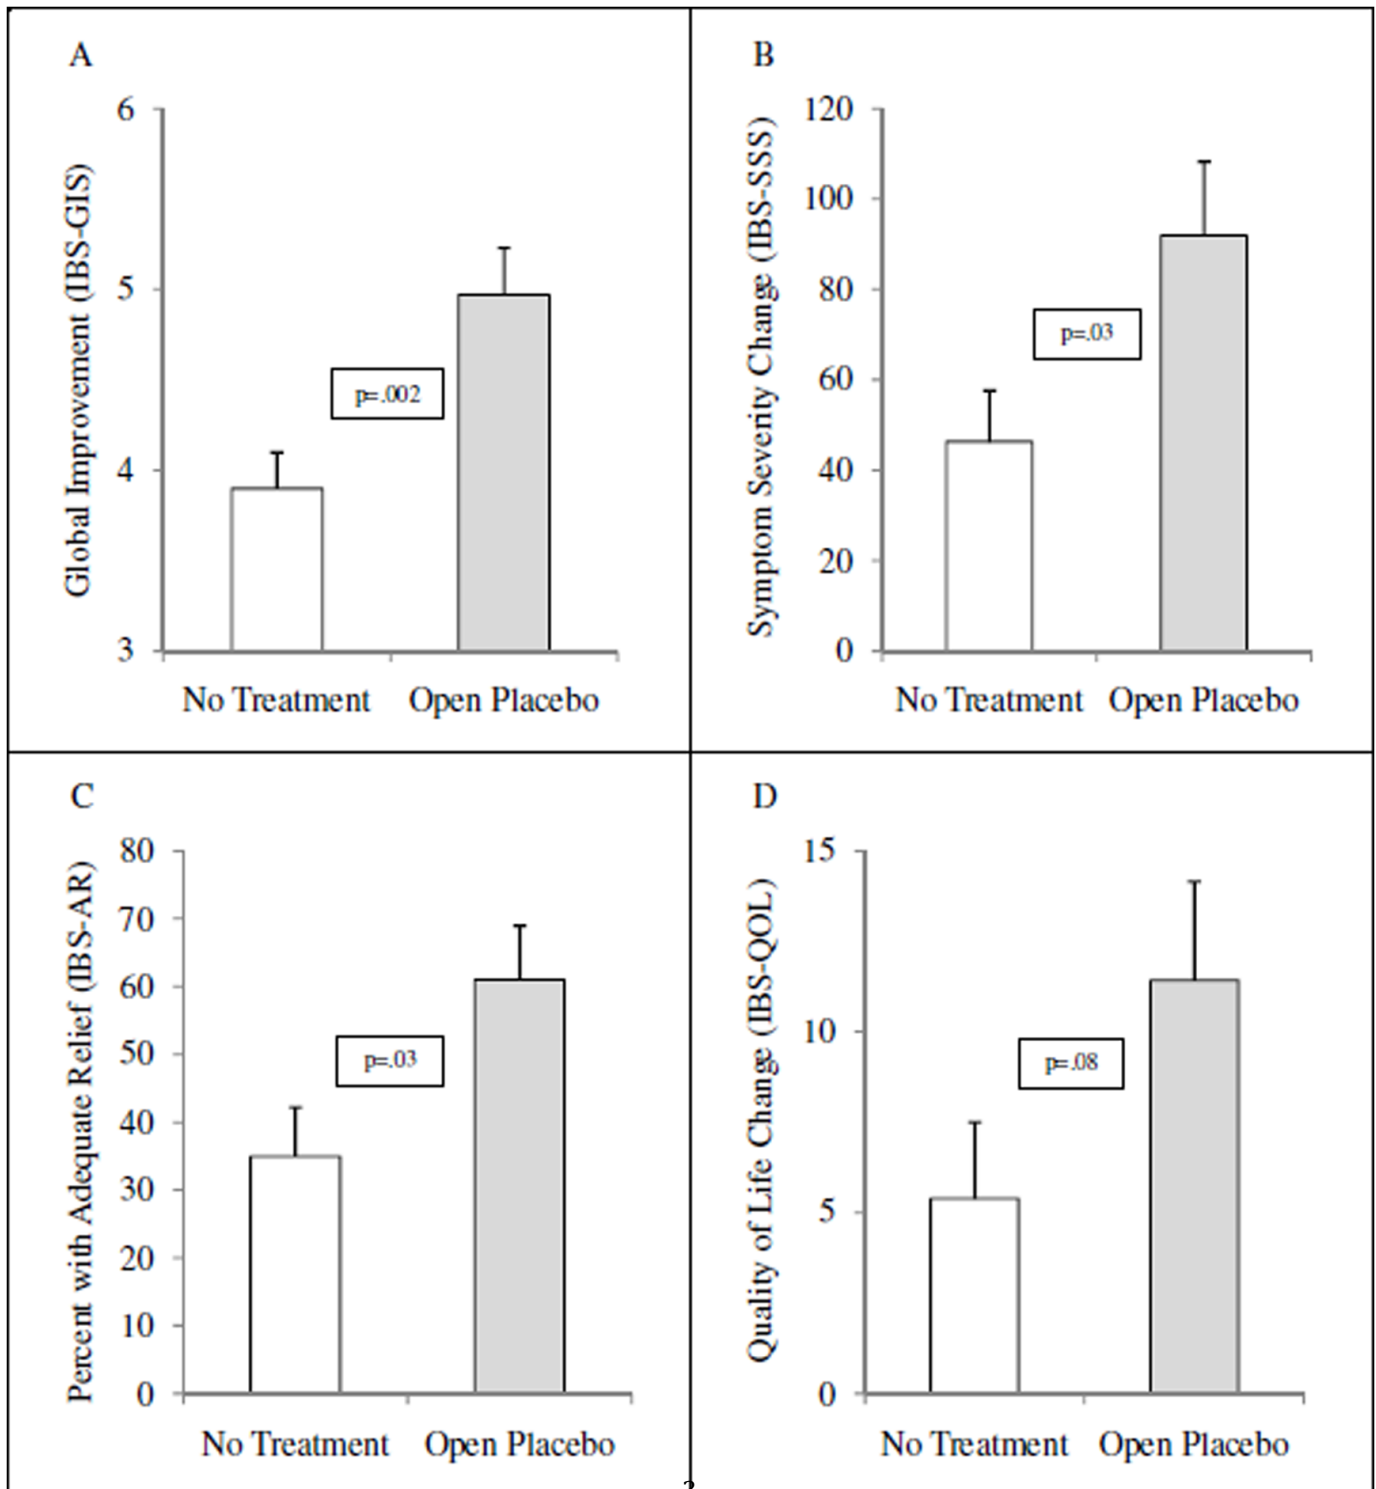 A
Global Improvement (IBS-GIS)
6
5
4
3
p=.002
No Treatment Open Placebo
B
Symptom Severity Change (IBS-SSS)
120
100
80
60
40
20
0
p=.03
No Treatment Open Placebo
C
Percent with Adequate Relief (IBS-AR)
80
70
60
50
40
30
20
10
0
p=.03
No Treatment Open Placebo
D
Quality of Life Change (IBS-QOL)
15
10
5
0
p=.08
No Treatment Open Placebo